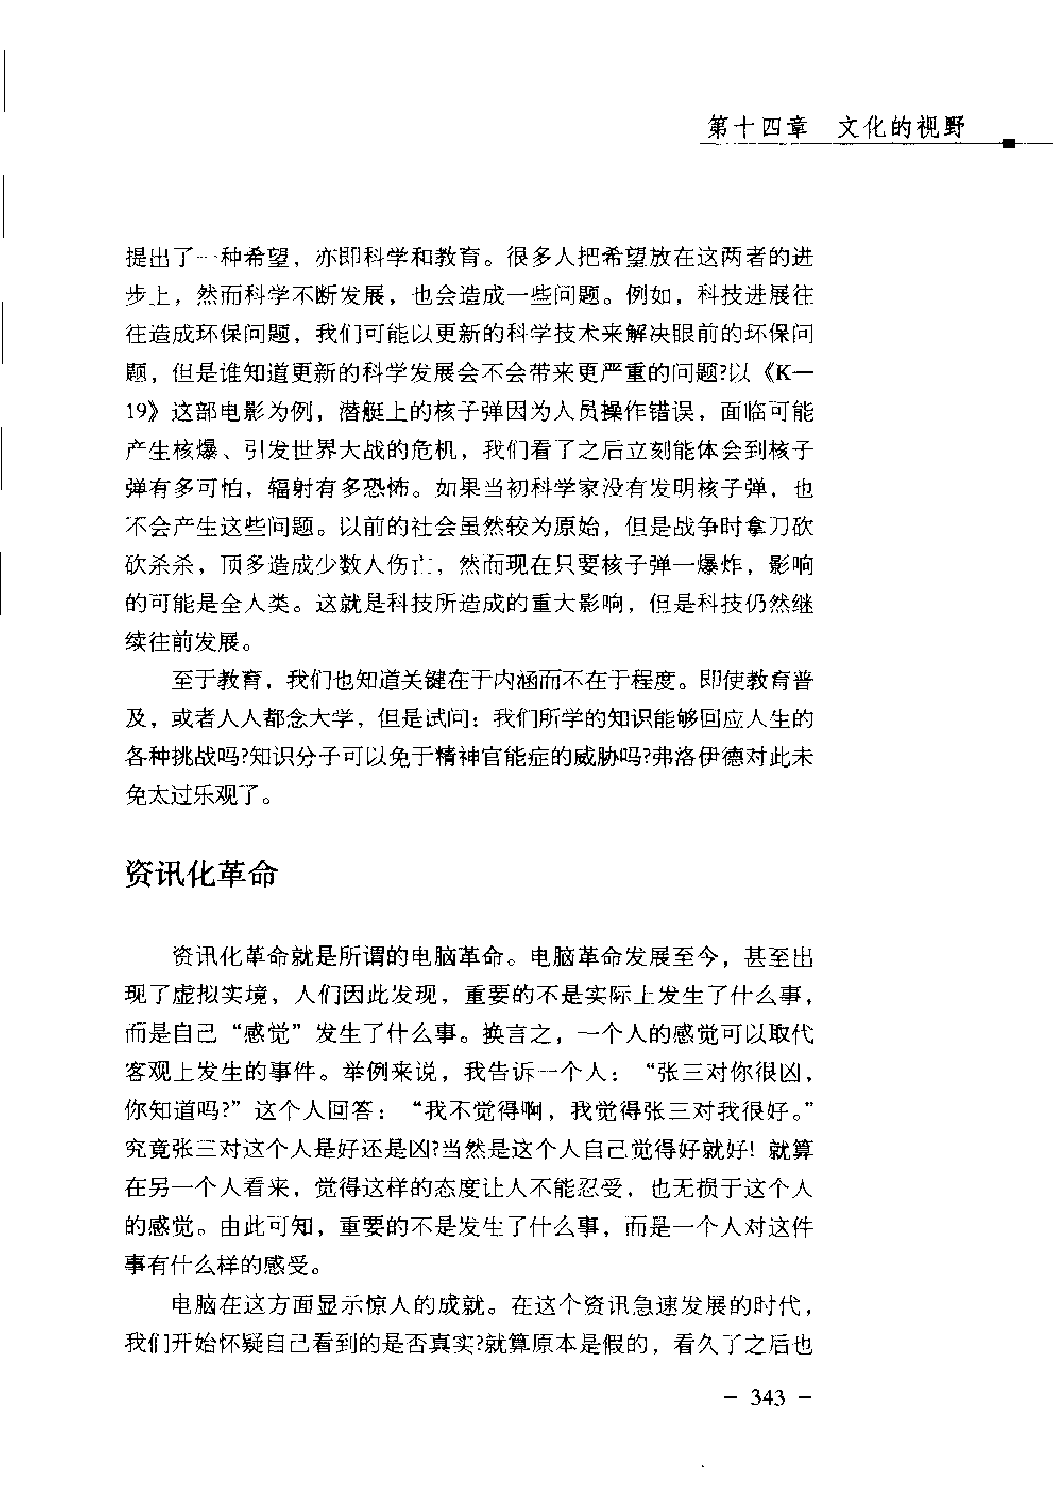 第十四章 文化的视野
提出了一种希望，亦即科学和教育。很多人把希望放在这两者的进
步上，然而科学不断发展，也会造成一些问题。例如，科技进展往
往造成环保问题，我们可能以更新的科学技术来解决眼前的环保问
题，但是谁知道更新的科学发展会不会带来更严重的问题?以《K—
19》这部电影为例，潜艇上的核子弹因为人员操作错误，面临可能
产生核爆、引发世界大战的危机，我们看了之后立刻能体会到核子
弹有多可怕，辐射有多恐怖。如果当初科学家没有发明核子弹，也
不会产生这些问题。以前的社会虽然较为原始，但是战争时拿刀砍
砍杀杀，顶多造成少数人伤亡，然而现在只要核子弹一爆炸，影响
的可能是全人类。这就是科技所造成的重大影响，但是科技仍然继
续往前发展。
至于教育，我们也知道关键在于内涵而不在于程度。即使教育普
及，或者人人都念大学，但是试问：我们所学的知识能够回应人生的
各种挑战吗?知识分子可以免于精神官能症的威胁吗?弗洛伊德对此未
免太过乐观了。
资讯化革命
资讯化革命就是所谓的电脑革命。电脑革命发展至今，甚至出
现了虚拟实境，人们因此发现，重要的不是实际上发生了什么事，
而是自己“感觉”发生了什么事。换言之，一个人的感觉可以取代
客观上发生的事件。举例来说，我告诉一个人：“张三对你很凶，
你知道吗?”这个人回答：“我不觉得啊，我觉得张三对我很好。”
究竟张三对这个人是好还是凶?当然是这个人自己觉得好就好! 就算
在另一个人看来，觉得这样的态度让人不能忍受，也无损于这个人
的感觉。由此可知，重要的不是发生了什么事，而是一个人对这件
事有什么样的感受。
电脑在这方面显示惊人的成就。在这个资讯急速发展的时代，
我们开始怀疑自己看到的是否真实?就算原本是假的，看久了之后也
－ 343 －